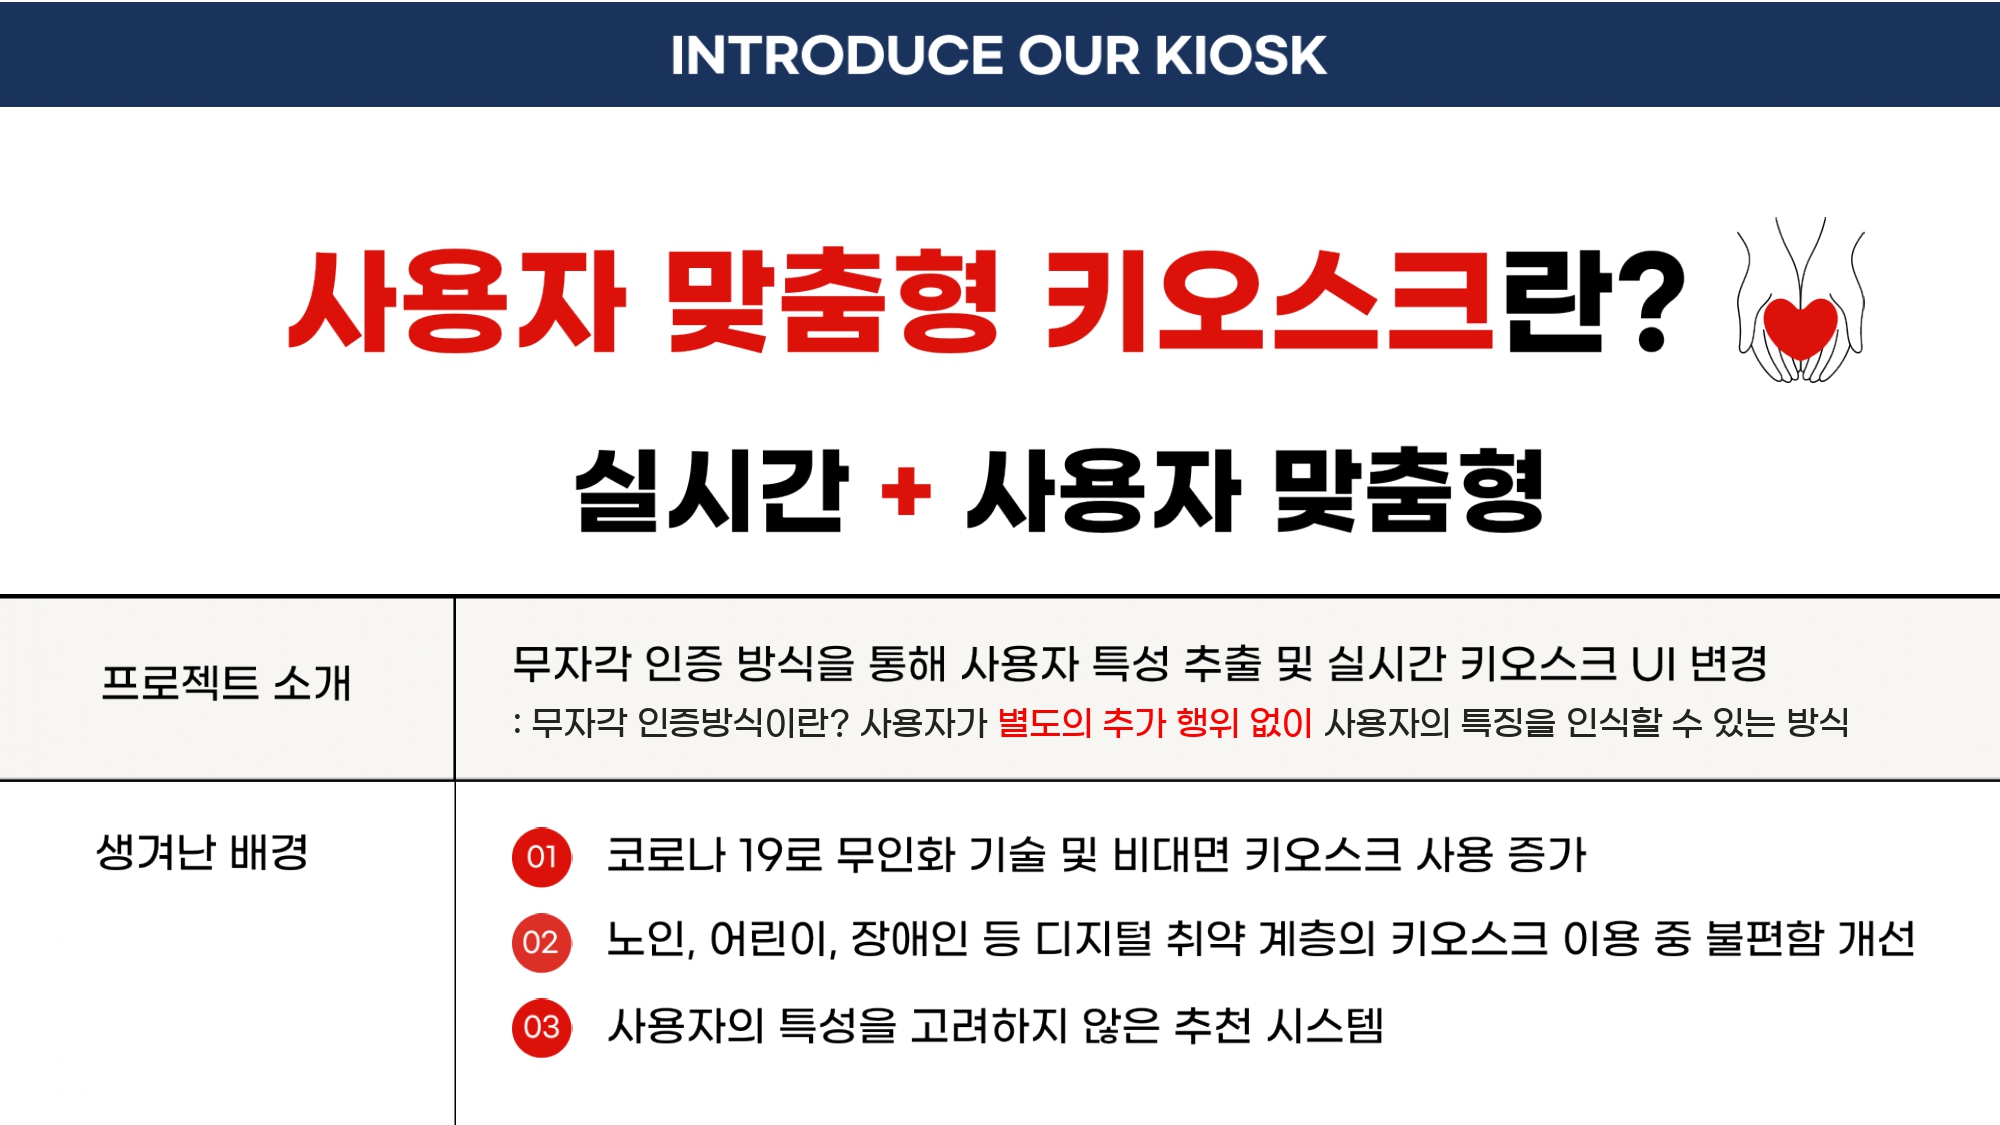 INTRODUCE OUR KIOSK
사용자 맞춤형 키오스크란?
실시간 + 사용자 맞춤형
프로젝트 소개
무자각 인증 방식을 통해 사용자 특성 추출 및 실시간 키오스크 UI 변경
: 무자각 인증방식이란? 사용자가 별도의 추가 행위 없이 사용자의 특징을 인식할 수 있는 방식
생겨난 배경
01 코로나 19로 무인화 기술 및 비대면 키오스크 사용 증가
02 노인, 어린이, 장애인 등 디지털 취약 계층의 키오스크 이용 중 불편함 개선
03 사용자의 특성을 고려하지 않은 추천 시스템